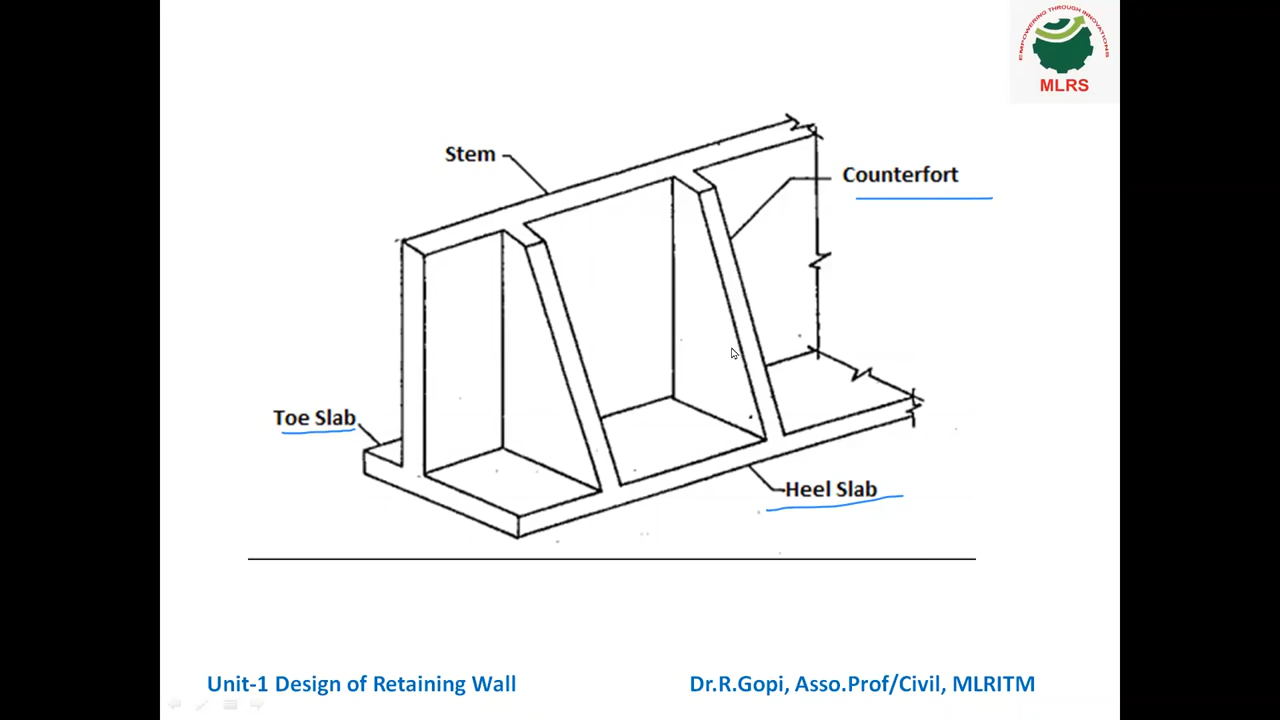 EMPOWERING THROUGH INNOVATIONS
MLRS
Stem
Counterfort
Toe Slab
Heel Slab
Unit-1 Design of Retaining Wall
Dr.R.Gopi, Asso.Prof/Civil, MLRITM